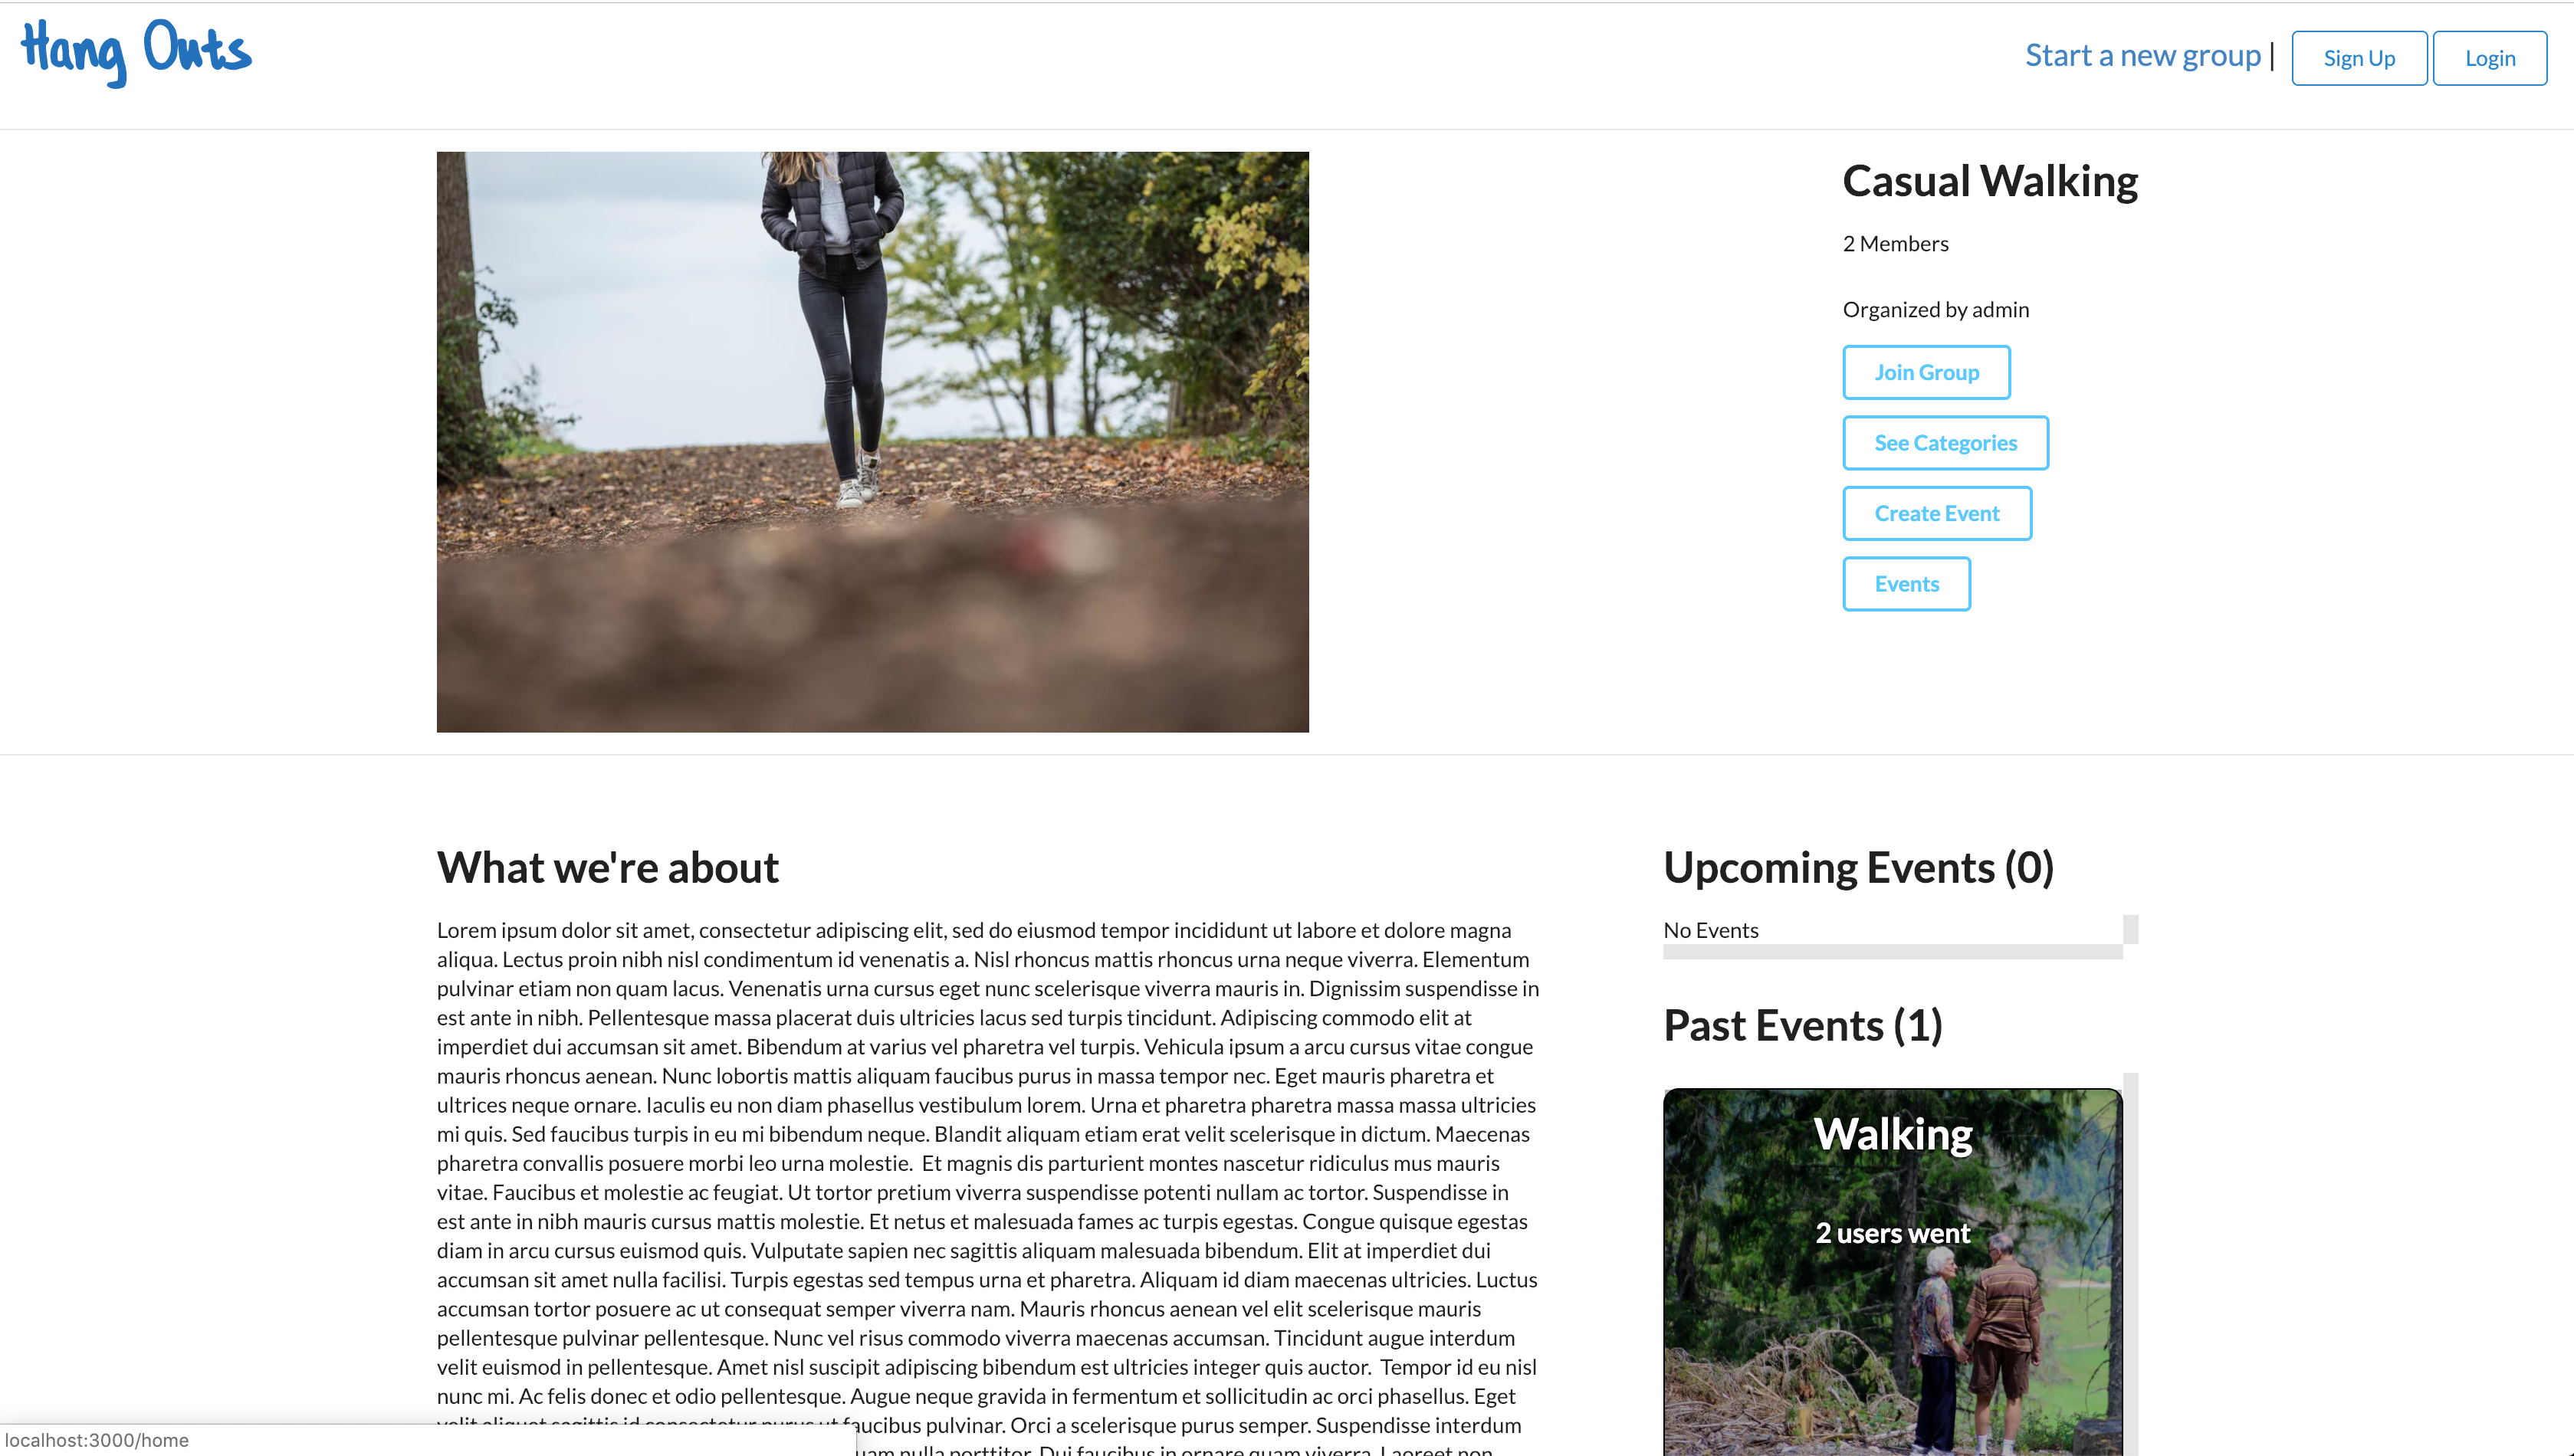 Hang Outs
Start a new group |
Sign Up
Login
Casual Walking
2 Members
Organized by admin
Join Group
See Categories
Create Event
Events
What we're about
Lorem ipsum dolor sit amet, consectetur adipiscing elit, sed do eiusmod tempor incididunt ut labore et dolore magna
aliqua. Lectus proin nibh nisl condimentum id venenatis a. Nisl rhoncus mattis rhoncus urna neque viverra. Elementum
pulvinar etiam non quam lacus. Venenatis urna cursus eget nunc scelerisque viverra mauris in. Dignissim suspendisse in
est ante in nibh. Pellentesque massa placerat duis ultricies lacus sed turpis tincidunt. Adipiscing commodo elit at
imperdiet dui accumsan sit amet. Bibendum at varius vel pharetra vel turpis. Vehicula ipsum a arcu cursus vitae congue
mauris rhoncus aenean. Nunc lobortis mattis aliquam faucibus purus in massa tempor nec. Eget mauris pharetra et
ultrices neque ornare. Iaculis eu non diam phasellus vestibulum lorem. Urna et pharetra pharetra massa massa ultricies
mi quis. Sed faucibus turpis in eu mi bibendum neque. Blandit aliquam etiam erat velit scelerisque in dictum. Maecenas
pharetra convallis posuere morbi leo urna molestie.  Et magnis dis parturient montes nascetur ridiculus mus mauris
vitae. Faucibus et molestie ac feugiat. Ut tortor pretium viverra suspendisse potenti nullam ac tortor. Suspendisse in
est ante in nibh mauris cursus mattis molestie. Et netus et malesuada fames ac turpis egestas. Congue quisque egestas
diam in arcu cursus euismod quis. Vulputate sapien nec sagittis aliquam malesuada bibendum. Elit at imperdiet dui
accumsan sit amet nulla facilisi. Turpis egestas sed tempus urna et pharetra. Aliquam id diam maecenas ultricies. Luctus
accumsan tortor posuere ac ut consequat semper viverra nam. Mauris rhoncus aenean vel elit scelerisque mauris
pellentesque pulvinar pellentesque. Nunc vel risus commodo viverra maecenas accumsan. Tincidunt augue interdum
velit euismod in pellentesque. Amet nisl suscipit adipiscing bibendum est ultricies integer quis auctor.  Tempor id eu nisl
nunc mi. Ac felis donec et odio pellentesque. Augue neque gravida in fermentum et sollicitudin ac orci phasellus. Eget
velit aliquet sagittis id consectetur purus ut faucibus pulvinar. Orci a scelerisque purus semper. Suspendisse interdum
nulla porttitor. Dui faucibus in ornare quam viverra. Laoreet non
Upcoming Events (0)
No Events
Past Events (1)
Walking
2 users went
localhost:3000/home